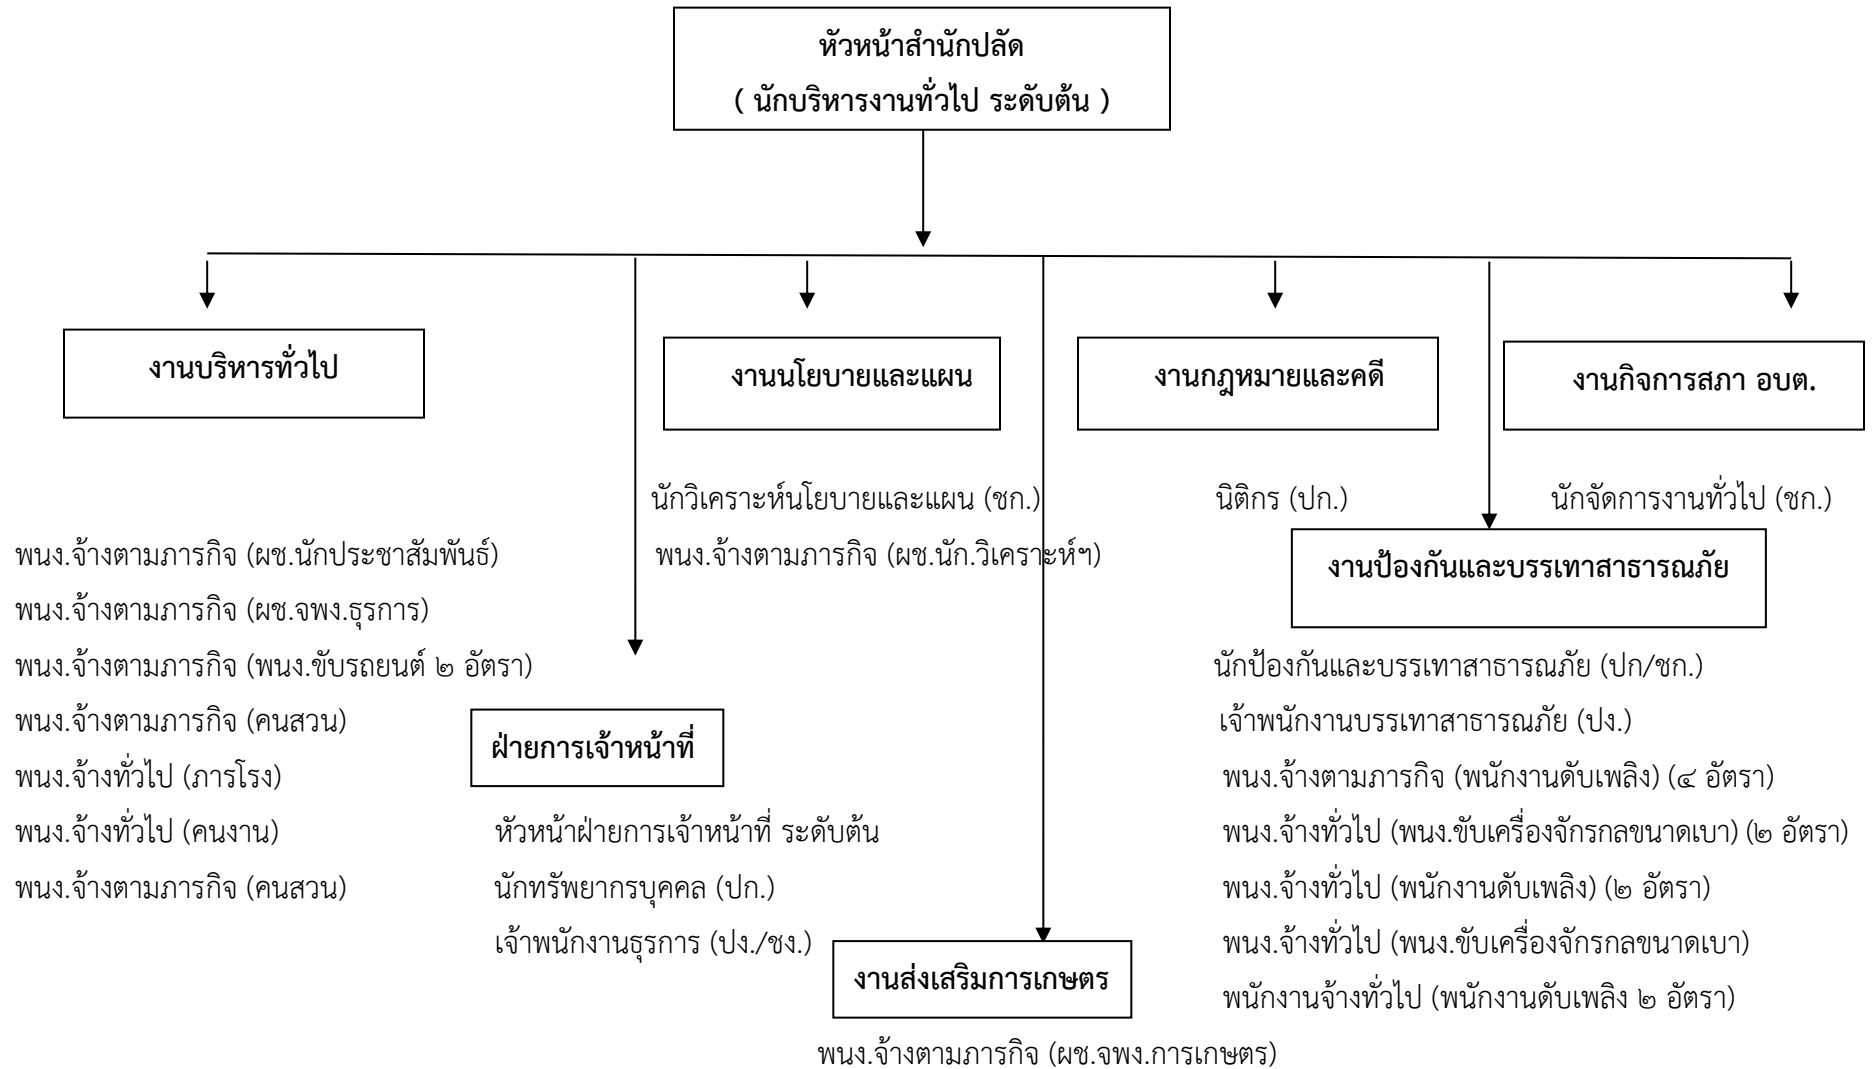 หัวหน้าสำนักปลัด
( นักบริหารงานทั่วไป ระดับต้น )
งานบริหารทั่วไป
งานนโยบายและแผน
งานกฎหมายและคดี
งานกิจการสภา อบต.
นักวิเคราะห์นโยบายและแผน (ชก.)
นิติกร (ปก.)
นักจัดการงานทั่วไป (ชก.)
พนง.จ้างตามภารกิจ (ผช.นักประชาสัมพันธ์)
พนง.จ้างตามภารกิจ (ผช.นัก.วิเคราะห์ฯ)
งานป้องกันและบรรเทาสาธารณภัย
พนง.จ้างตามภารกิจ (ผช.จพง.ธุรการ)
พนง.จ้างตามภารกิจ (พนง.ขับรถยนต์ ๒ อัตรา)
พนง.จ้างตามภารกิจ (คนสวน)
พนง.จ้างทั่วไป (ภารโรง)
พนง.จ้างทั่วไป (คนงาน)
พนง.จ้างตามภารกิจ (คนสวน)
ฝ่ายการเจ้าหน้าที่
หัวหน้าฝ่ายการเจ้าหน้าที่ ระดับต้น
นักทรัพยากรบุคคล (ปก.)
เจ้าพนักงานธุรการ (ปง./ชง.)
นักป้องกันและบรรเทาสาธารณภัย (ปก/ชก.)
เจ้าพนักงานบรรเทาสาธารณภัย (ปง.)
พนง.จ้างตามภารกิจ (พนักงานดับเพลิง) (๔ อัตรา)
พนง.จ้างทั่วไป (พนง.ขับเครื่องจักรกลขนาดเบา) (๒ อัตรา)
พนง.จ้างทั่วไป (พนักงานดับเพลิง) (๒ อัตรา)
พนง.จ้างทั่วไป (พนง.ขับเครื่องจักรกลขนาดเบา)
พนักงานจ้างทั่วไป (พนักงานดับเพลิง ๒ อัตรา)
งานส่งเสริมการเกษตร
พนง.จ้างตามภารกิจ (ผช.จพง.การเกษตร)